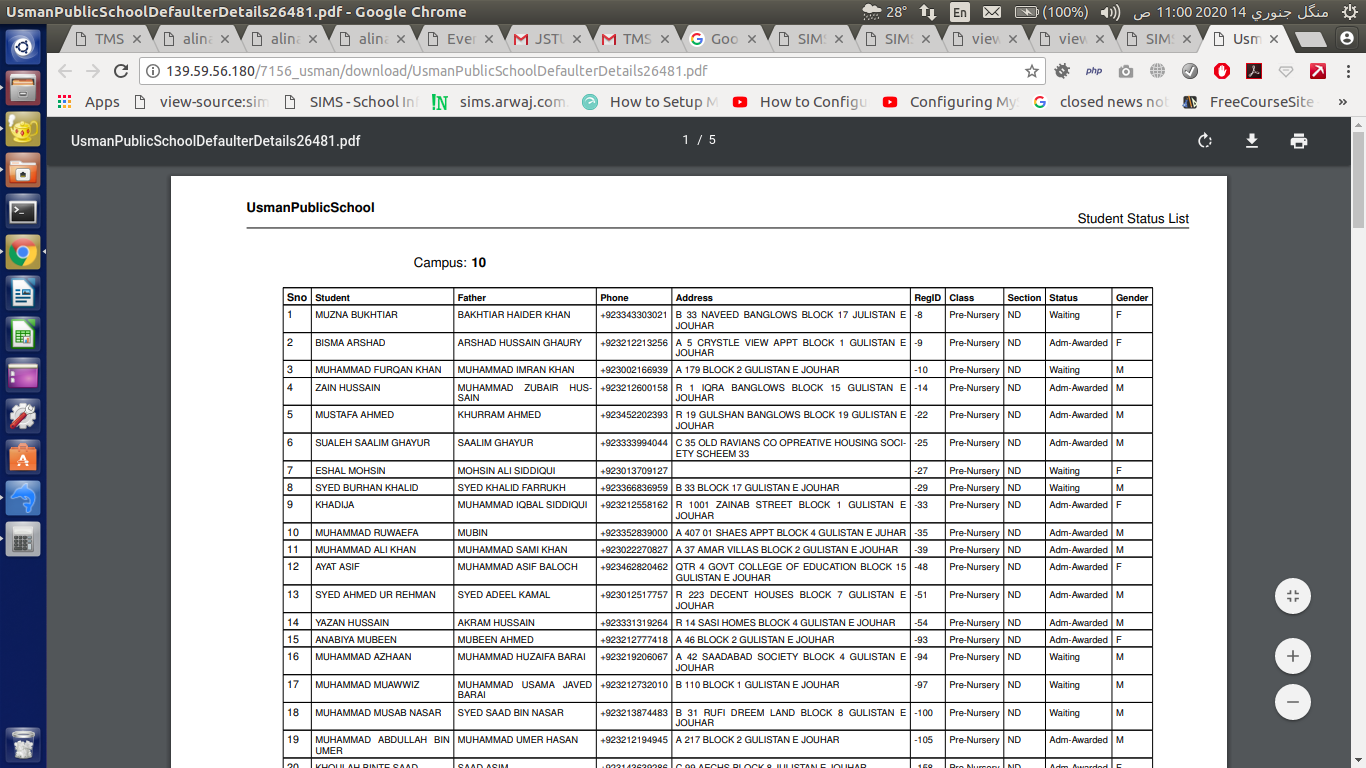 UsmanPublicSchoolDefaulterDetails26481.pdf - Google Chrome
28° En (100%) منگل جنوري 14 2020 11:00 ص
TMS alina alina alina Ever JSTU TMS Goo SIMS SIMS view view SIMS Usm
139.59.56.180/7156_usman/download/UsmanPublicSchoolDefaulterDetails26481.pdf php
Apps view-source:sim SIMS - School In !N sims.arwaj.com How to Setup M How to Configu Configuring My closed news not FreeCourseSite »
UsmanPublicSchoolDefaulterDetails26481.pdf 1 / 5
UsmanPublicSchool
Student Status List
Campus: 10
Sno Student Father Phone Address RegID Class Section Status Gender
1 MUZNA BUKHTIAR BAKHTIAR HAIDER KHAN +923343303021 B 33 NAVEED BANGLOWS BLOCK 17 JULISTAN E -8 Pre-Nursery ND Waiting F
JOUHAR
2 BISMA ARSHAD ARSHAD HUSSAIN GHAURY +923212213256 A 5 CRYSTLE VIEW APPT BLOCK 1 GULISTAN E -9 Pre-Nursery ND Adm-Awarded F
JOUHAR
3 MUHAMMAD FURQAN KHAN MUHAMMAD IMRAN KHAN +923002166939 A 179 BLOCK 2 GULISTAN E JOUHAR -10 Pre-Nursery ND Waiting M
4 ZAIN HUSSAIN MUHAMMAD ZUBAIR HUS- +923212600158 R 1 IQRA BANGLOWS BLOCK 15 GULISTAN E -14 Pre-Nursery ND Adm-Awarded M
SAIN JOUHAR
5 MUSTAFA AHMED KHURRAM AHMED +923452202393 R 19 GULSHAN BANGLOWS BLOCK 19 GULISTAN E -22 Pre-Nursery ND Adm-Awarded M
JOUHAR
6 SUALEH SAALIM GHAYUR SAALIM GHAYUR +923333994044 C 35 OLD RAVIANS CO OPREATIVE HOUSING SOCI- -25 Pre-Nursery ND Adm-Awarded M
ETY SCHEEM 33
7 ESHAL MOHSIN MOHSIN ALI SIDDIQUI +923013709127 -27 Pre-Nursery ND Waiting F
8 SYED BURHAN KHALID SYED KHALID FARRUKH +923366836959 B 33 BLOCK 17 GULISTAN E JOUHAR -29 Pre-Nursery ND Waiting M
9 KHADIJA MUHAMMAD IQBAL SIDDIQUI +923212558162 R 1001 ZAINAB STREET BLOCK 1 GULISTAN E -33 Pre-Nursery ND Adm-Awarded F
JOUHAR
10 MUHAMMAD RUWAEFA MUBIN +923352839000 A 407 01 SHAES APPT BLOCK 4 GULISTAN E JUHAR -35 Pre-Nursery ND Adm-Awarded M
11 MUHAMMAD ALI KHAN MUHAMMAD SAMI KHAN +923022270827 A 37 AMAR VILLAS BLOCK 2 GULISTAN E JOUHAR -39 Pre-Nursery ND Adm-Awarded M
12 AYAT ASIF MUHAMMAD ASIF BALOCH +923462820462 QTR 4 GOVT COLLEGE OF EDUCATION BLOCK 15 -48 Pre-Nursery ND Adm-Awarded F
GULISTAN E JOUHAR
13 SYED AHMED UR REHMAN SYED ADEEL KAMAL +923012517757 R 223 DECENT HOUSES BLOCK 7 GULISTAN E -51 Pre-Nursery ND Adm-Awarded M
JOUHAR
14 YAZAN HUSSAIN AKRAM HUSSAIN +923331319264 R 14 SASI HOMES BLOCK 4 GULISTAN E JOUHAR -54 Pre-Nursery ND Adm-Awarded M
15 ANABIYA MUBEEN MUBEEN AHMED +923212777418 A 46 BLOCK 2 GULISTAN E JOUHAR -93 Pre-Nursery ND Adm-Awarded F
16 MUHAMMAD AZHAAN MUHAMMAD HUZAIFA BARAI +923219206067 A 42 SAADABAD SOCIETY BLOCK 4 GULISTAN E -94 Pre-Nursery ND Waiting M
JOUHAR
17 MUHAMMAD MUAWWIZ MUHAMMAD USAMA JAVED +923212732010 B 110 BLOCK 1 GULISTAN E JOUHAR -97 Pre-Nursery ND Waiting M
BARAI
18 MUHAMMAD MUSAB NASAR SYED SAAD BIN NASAR +923213874483 B 31 RUFI DREEM LAND BLOCK 8 GULISTAN E -100 Pre-Nursery ND Waiting M
JOUHAR
19 MUHAMMAD ABDULLAH BIN MUHAMMAD UMER HASAN +923212194945 A 217 BLOCK 2 GULISTAN E JOUHAR -105 Pre-Nursery ND Adm-Awarded M
UMER